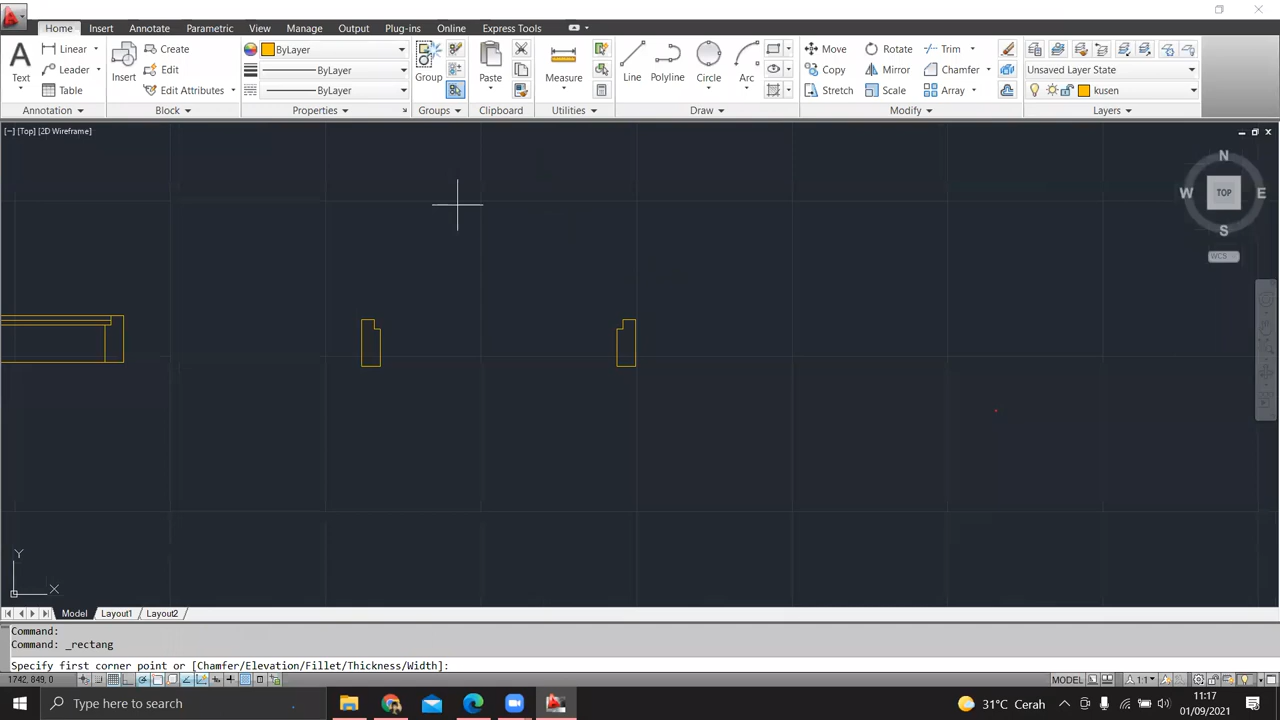 Home Insert Annotate Parametric View Manage Output Plug-ins Online Express Tools
Text
Linear
Leader
Table
Annotation
Insert
Create
Edit
Edit Attributes
Block
ByLayer
ByLayer
ByLayer
Properties
Group
Groups
Paste
Clipboard
Measure
Utilities
Line
Polyline
Circle
Arc
Draw
Move
Rotate
Trim
Copy
Mirror
Chamfer
Stretch
Scale
Array
Modify
Unsaved Layer State
kusen
Layers
[−] [Top] [2D Wireframe]
N
W
TOP
E
S
WCS
Y
X
Model Layout1 Layout2
Command:
Command: _rectang
Specify first corner point or [Chamfer/Elevation/Fillet/Thickness/Width]:
1742, 849, 0
MODEL
1:1
Type here to search
31°C Cerah
11:17
01/09/2021